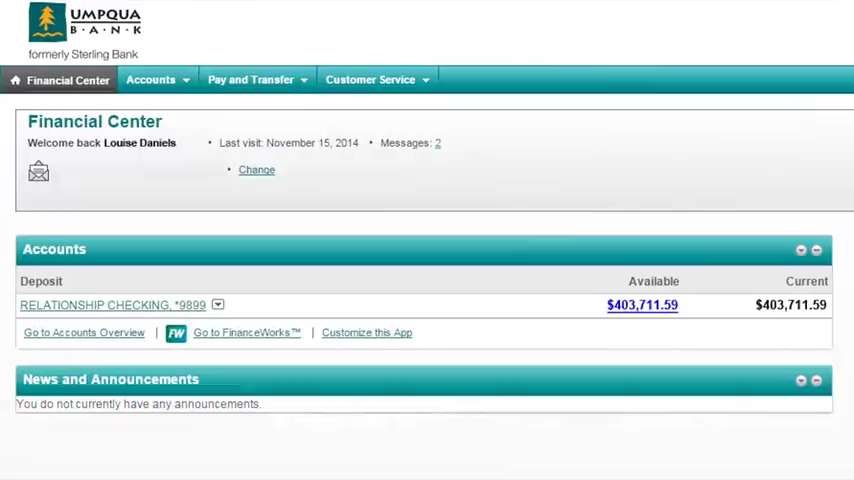 UMPQUA
B·A·N·K
formerly Sterling Bank
Financial Center Accounts Pay and Transfer Customer Service
Financial Center
Welcome back Louise Daniels • Last visit: November 15, 2014 • Messages: 2
• Change
Accounts
Deposit Available Current
RELATIONSHIP CHECKING, *9899 $403,711.59 $403,711.59
Go to Accounts Overview | FW Go to FinanceWorks™ | Customize this App
News and Announcements
You do not currently have any announcements.